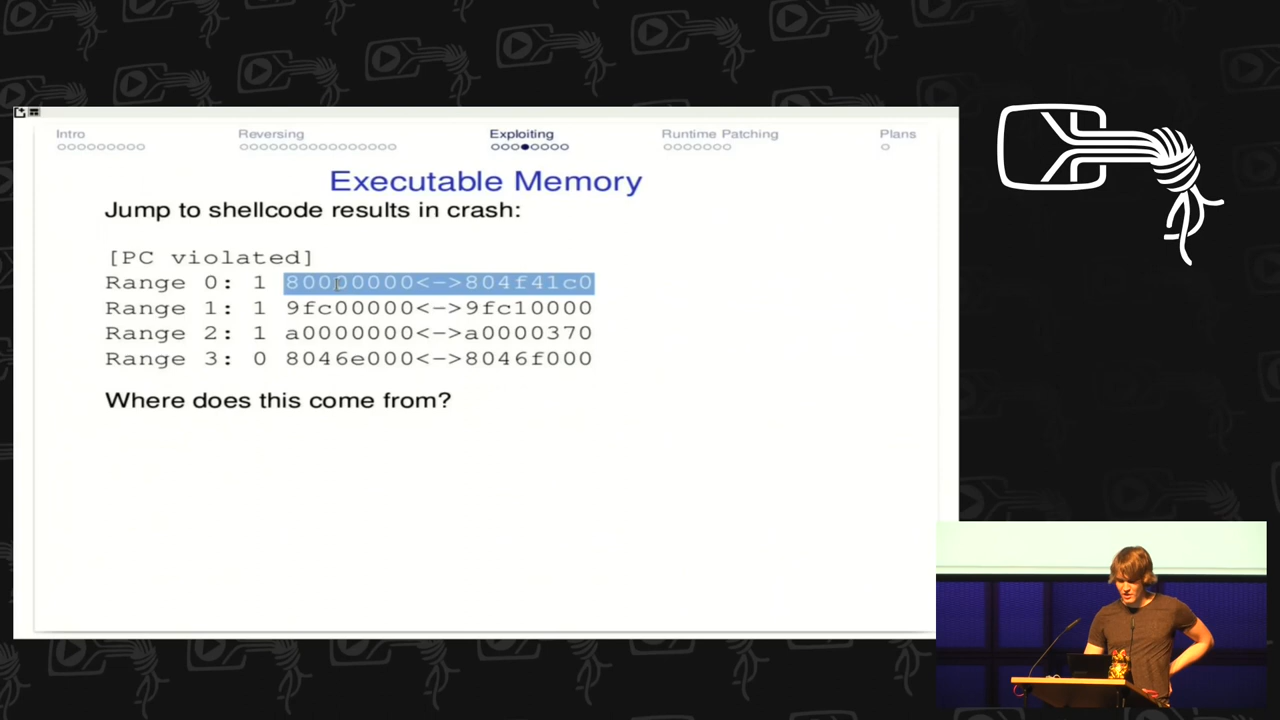 Intro Reversing Exploiting Runtime Patching Plans
Executable Memory
Jump to shellcode results in crash:
[PC violated]
Range 0: 1 80000000<->804f41c0
Range 1: 1 9fc00000<->9fc10000
Range 2: 1 a0000000<->a0000370
Range 3: 0 8046e000<->8046f000
Where does this come from?